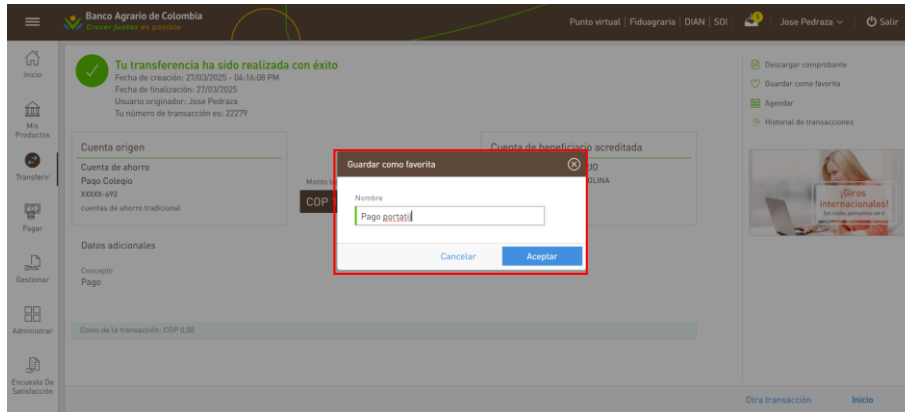 Banco Agrario de Colombia
Crecer juntos es posible
Punto virtual | Fiduagraria | DIAN | SOI
Jose Pedraza
Salir
Inicio
Mis
Productos
Transferir
Pagar
Gestionar
Administrar
Encuesta De
Satisfacción
Tu transferencia ha sido realizada con éxito
Fecha de creación: 27/03/2025 - 04:16:08 PM
Fecha de finalización: 27/03/2025
Usuario originador: Jose Pedraza
Tu número de transacción es: 22279
Descargar comprobante
Guardar como favorita
Agendar
Historial de transacciones
Cuenta origen
Cuenta de ahorro
Pago Colegio
XXXXX-693
cuentas de ahorro tradicional
Monto
COP
Cuenta de beneficiario acreditada
Guardar como favorita
Nombre
Pago portatil
Cancelar
Aceptar
¡Giros
internacionales!
Datos adicionales
Concepto
Pago
Costo de la transacción: COP 0,00
Otra transacción
Inicio